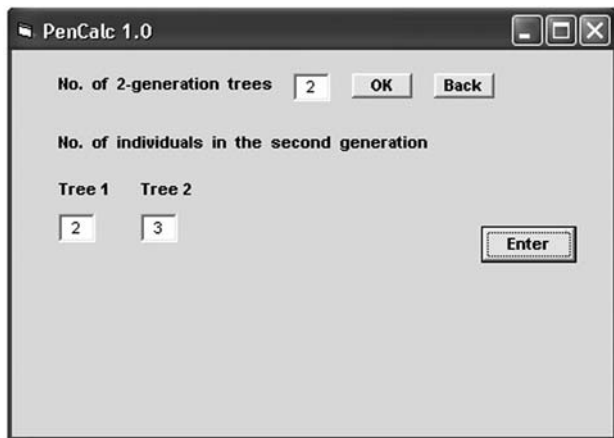 PenCalc 1.0
No. of 2-generation trees 2 OK Back
No. of individuals in the second generation
Tree 1 Tree 2
2 3
Enter